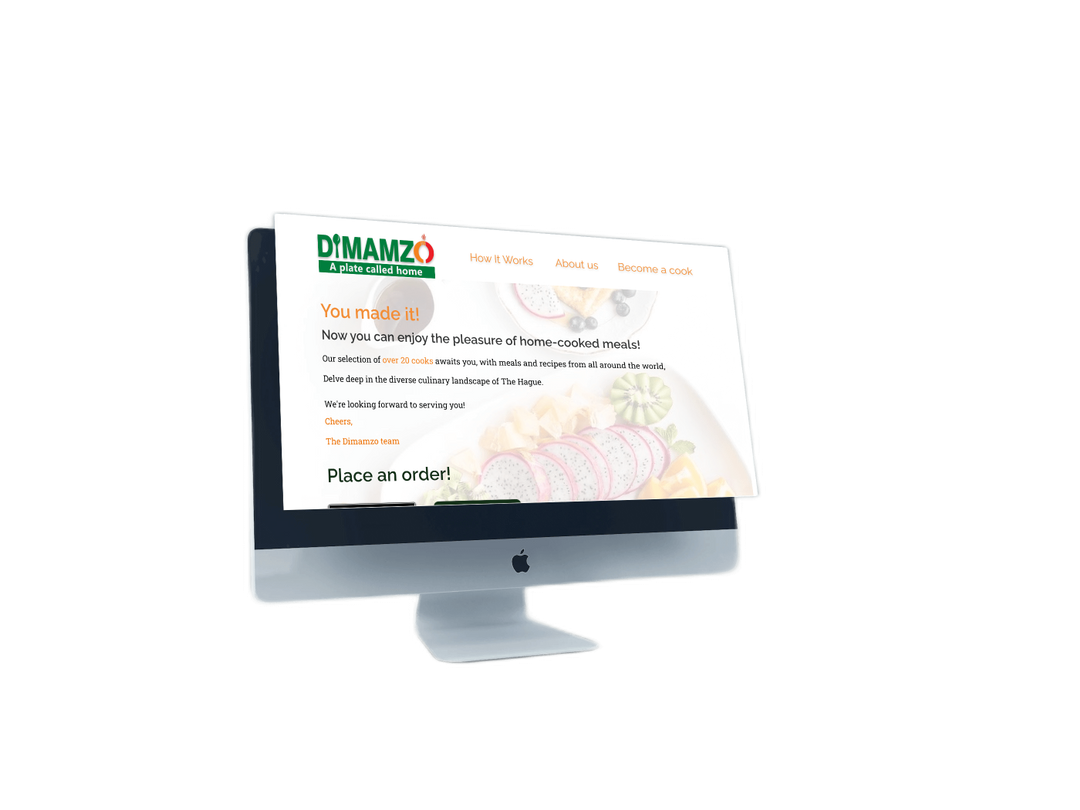 DIMAMZO
A plate called home
How It Works
About us
Become a cook
You made it!
Now you can enjoy the pleasure of home-cooked meals!
Our selection of over 20 cooks awaits you, with meals and recipes from all around the world,
Delve deep in the diverse culinary landscape of The Hague.
We're looking forward to serving you!
Cheers,
The Dimamzo team
Place an order!